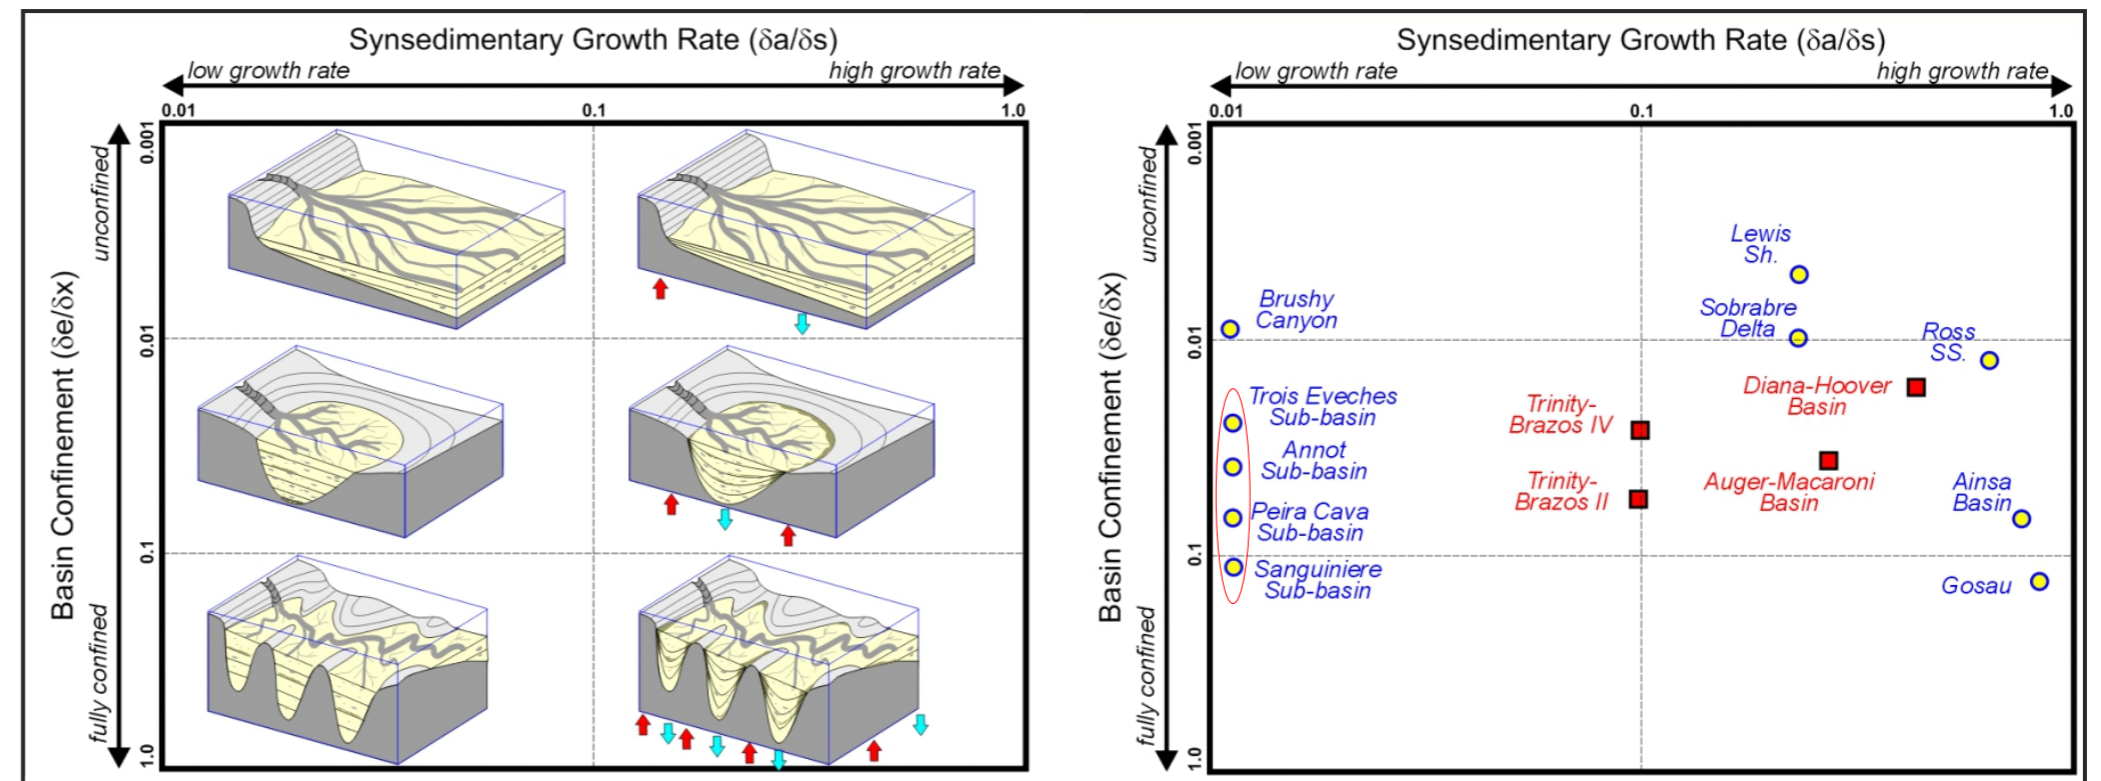 Synsedimentary Growth Rate (δa/δs)
low growth rate
high growth rate
0.01
0.1
1.0
Basin Confinement (δe/δx)
unconfined
fully confined
0.001
0.01
0.1
1.0
Synsedimentary Growth Rate (δa/δs)
low growth rate
high growth rate
0.01
0.1
1.0
Basin Confinement (δe/δx)
unconfined
fully confined
0.001
0.01
0.1
1.0
Lewis
Sh.
Brushy
Canyon
Sobrabre
Delta
Ross
SS.
Trois Eveches
Sub-basin
Trinity-
Brazos IV
Diana-Hoover
Basin
Annot
Sub-basin
Trinity-
Brazos II
Auger-Macaroni
Basin
Ainsa
Basin
Peira Cava
Sub-basin
Sanguiniere
Sub-basin
Gosau